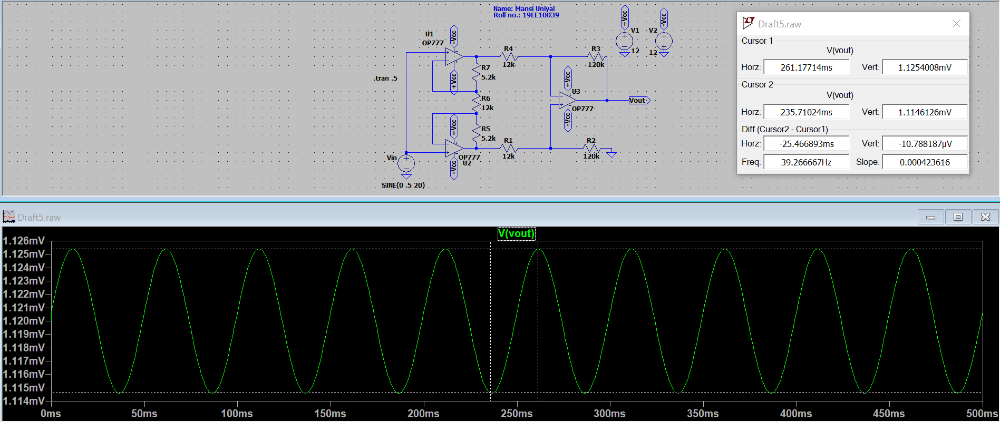 Name: Mansi Uniyal
Roll no.: 19EE10039
+Vcc
-Vcc
V1
V2
12
12
U1
OP777
-Vcc
+Vcc
R4
12k
R3
120k
R7
5.2k
.tran .5
+Vcc
U3
OP777
-Vcc
Vout
R6
12k
+Vcc
R5
5.2k
R1
12k
R2
120k
OP777
U2
-Vcc
Vin
SINE(0 .5 20)
Draft5.raw
Cursor 1
V(vout)
Horz: 261.17714ms Vert: 1.1254008mV
Cursor 2
V(vout)
Horz: 235.71024ms Vert: 1.1146126mV
Diff (Cursor2 - Cursor1)
Horz: -25.466893ms Vert: -10.788187µV
Freq: 39.266667Hz Slope: 0.000423616
Draft5.raw
V(vout)
1.126mV
1.125mV
1.124mV
1.123mV
1.122mV
1.121mV
1.120mV
1.119mV
1.118mV
1.117mV
1.116mV
1.115mV
1.114mV
0ms 50ms 100ms 150ms 200ms 250ms 300ms 350ms 400ms 450ms 500ms